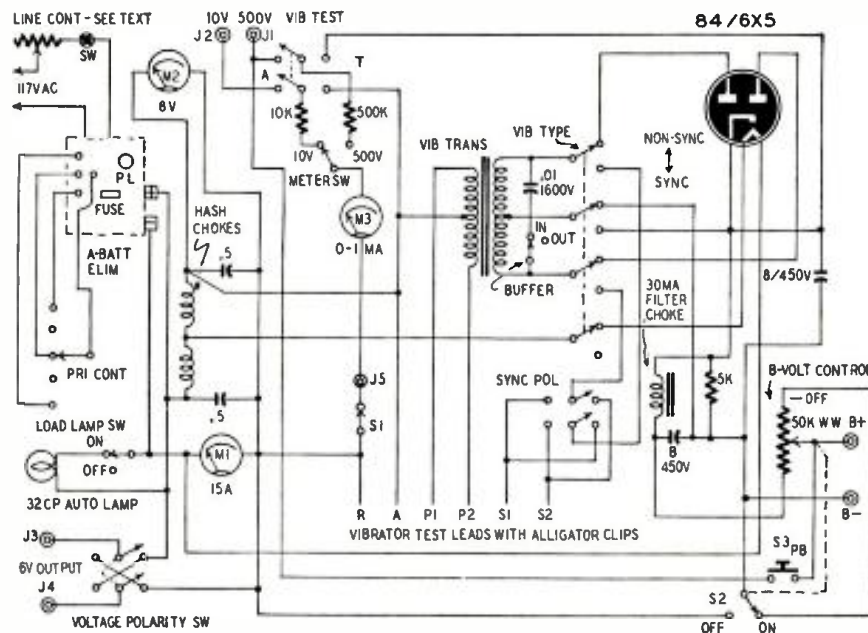 LINE CONT - SEE TEXT
SW
117VAC
10V 500V VIB TEST
J2 J1
84/6X5
M2
8V
A
T
10K
500K
10V
500V
METER SW
M3
0-1 MA
VIB TRANS
VIB TYPE
NON-SYNC
SYNC
.01
1600V
IN
OUT
BUFFER
PL
FUSE
A-BATT
ELIM
HASH
CHOKES
.5
PRI CONT
.5
8/450V
30MA
FILTER
CHOKE
5K
B-VOLT CONTROL
-OFF
50K WW
B+
8
450V
B-
SYNC POL
J5
S1
LOAD LAMP SW
ON
OFF
M1
15A
32CP AUTO LAMP
R A P1 P2 S1 S2
VIBRATOR TEST LEADS WITH ALLIGATOR CLIPS
J3
6V OUTPUT
J4
VOLTAGE POLARITY SW
S3
PB
S2
OFF ON